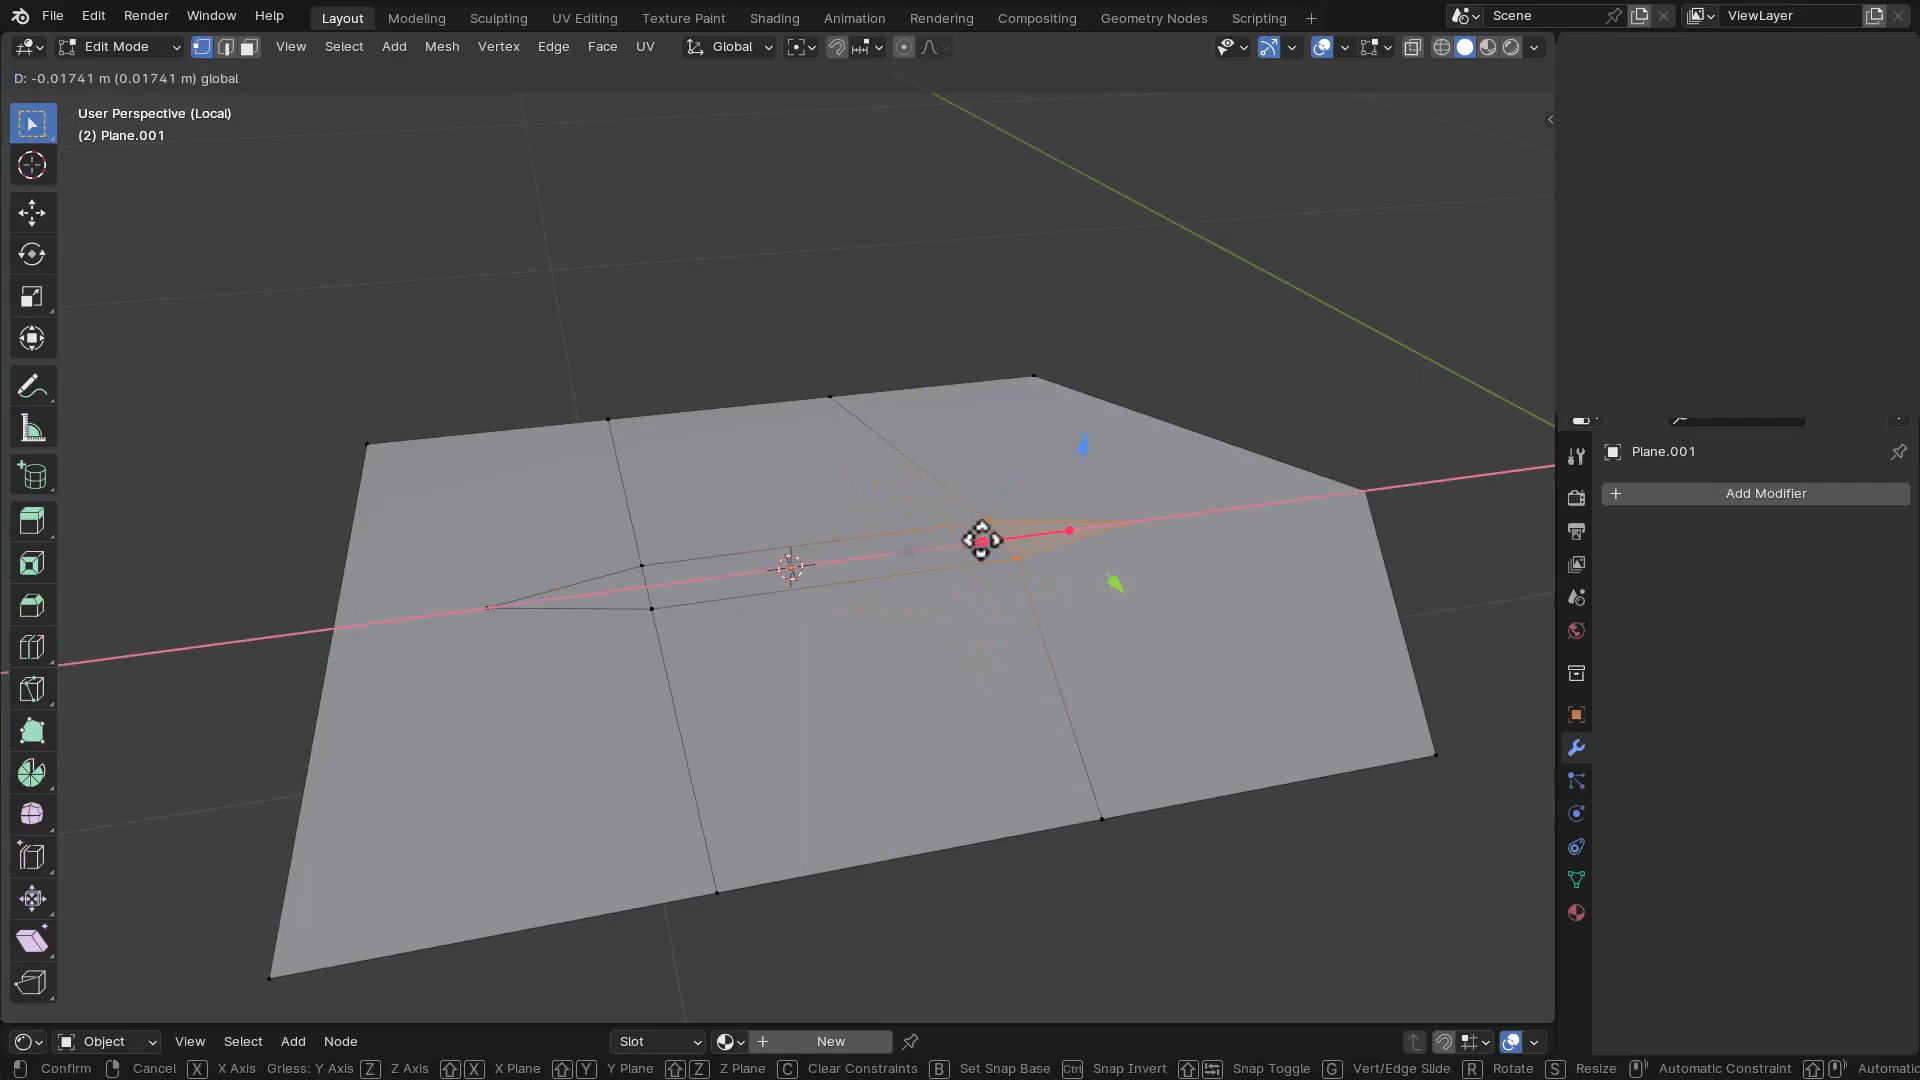 File Edit Render Window Help Layout Modeling Sculpting UV Editing Texture Paint Shading Animation Rendering Compositing Geometry Nodes Scripting + Scene ViewLayer
Edit Mode View Select Add Mesh Vertex Edge Face UV Global
D: -0.01741 m (0.01741 m) global
User Perspective (Local)
(2) Plane.001
Plane.001
+ Add Modifier
Object View Select Add Node Slot + New
Confirm Cancel X X Axis Grless: Y Axis Z Z Axis X X Plane Y Y Plane Z Z Plane C Clear Constraints B Set Snap Base Ctrl Snap Invert Snap Toggle G Vert/Edge Slide R Rotate S Resize Automatic Constraint Automatic